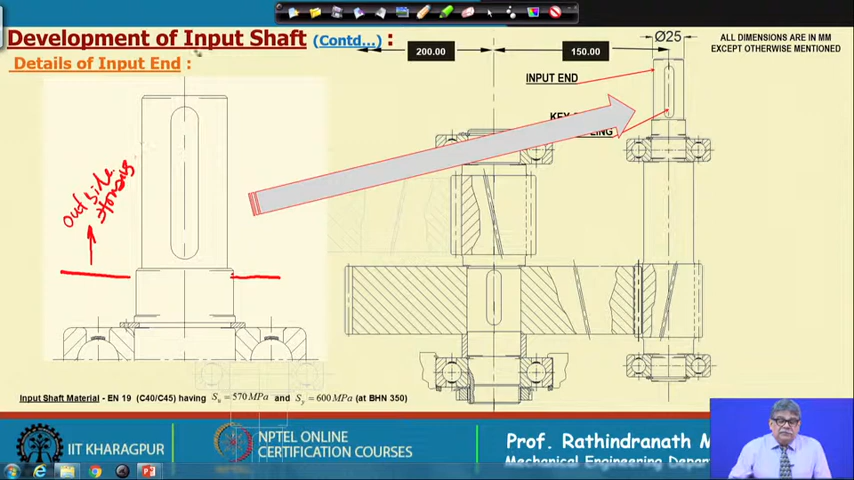 Development of Input Shaft (Contd...) :
Details of Input End :
200.00
150.00
Ø25
ALL DIMENSIONS ARE IN MM
EXCEPT OTHERWISE MENTIONED
INPUT END
outside
Input Shaft Material - EN 19 (C40/C45) having Su = 570 MPa and Sy = 600 MPa (at BHN 350)
IIT KHARAGPUR
NPTEL ONLINE
CERTIFICATION COURSES
Prof. Rathindranath M
Mechanical Engineering Depar